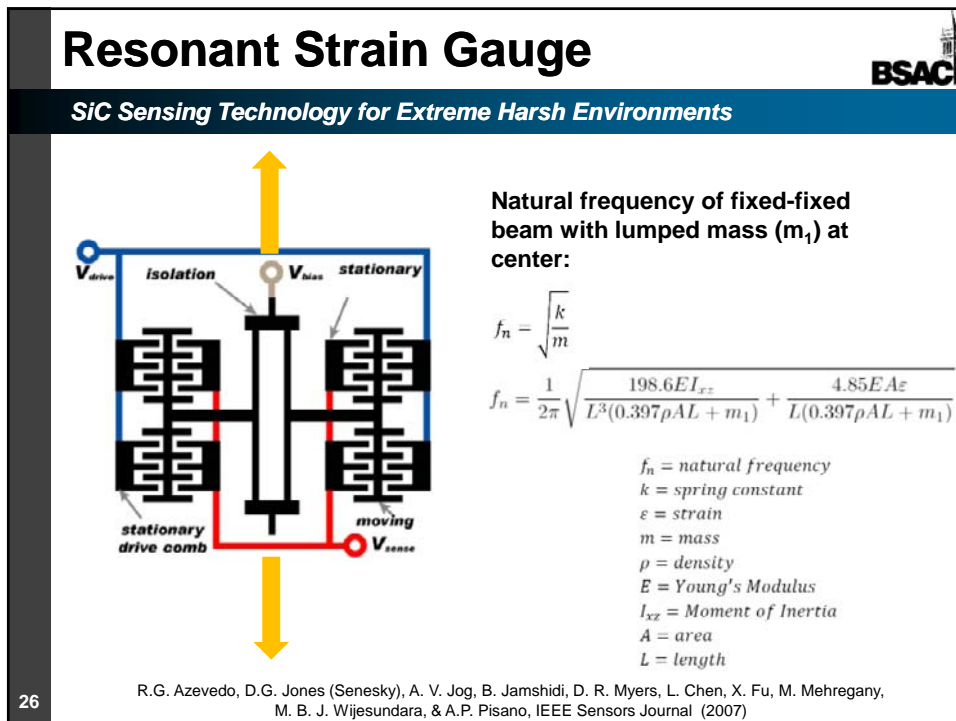 Resonant Strain Gauge
BSAC
SiC Sensing Technology for Extreme Harsh Environments
V_drive
isolation
V_bias
stationary
stationary
drive comb
moving
V_sense
Natural frequency of fixed-fixed
beam with lumped mass (m₁) at
center:
f_n = √(k/m)
f_n = 1/2π √(198.6EI_xz / L³(0.397ρAL + m₁) + 4.85EAε / L(0.397ρAL + m₁))
f_n = natural frequency
k = spring constant
ε = strain
m = mass
ρ = density
E = Young's Modulus
I_xz = Moment of Inertia
A = area
L = length
26
R.G. Azevedo, D.G. Jones (Senesky), A. V. Jog, B. Jamshidi, D. R. Myers, L. Chen, X. Fu, M. Mehregany,
M. B. J. Wijesundara, & A.P. Pisano, IEEE Sensors Journal (2007)